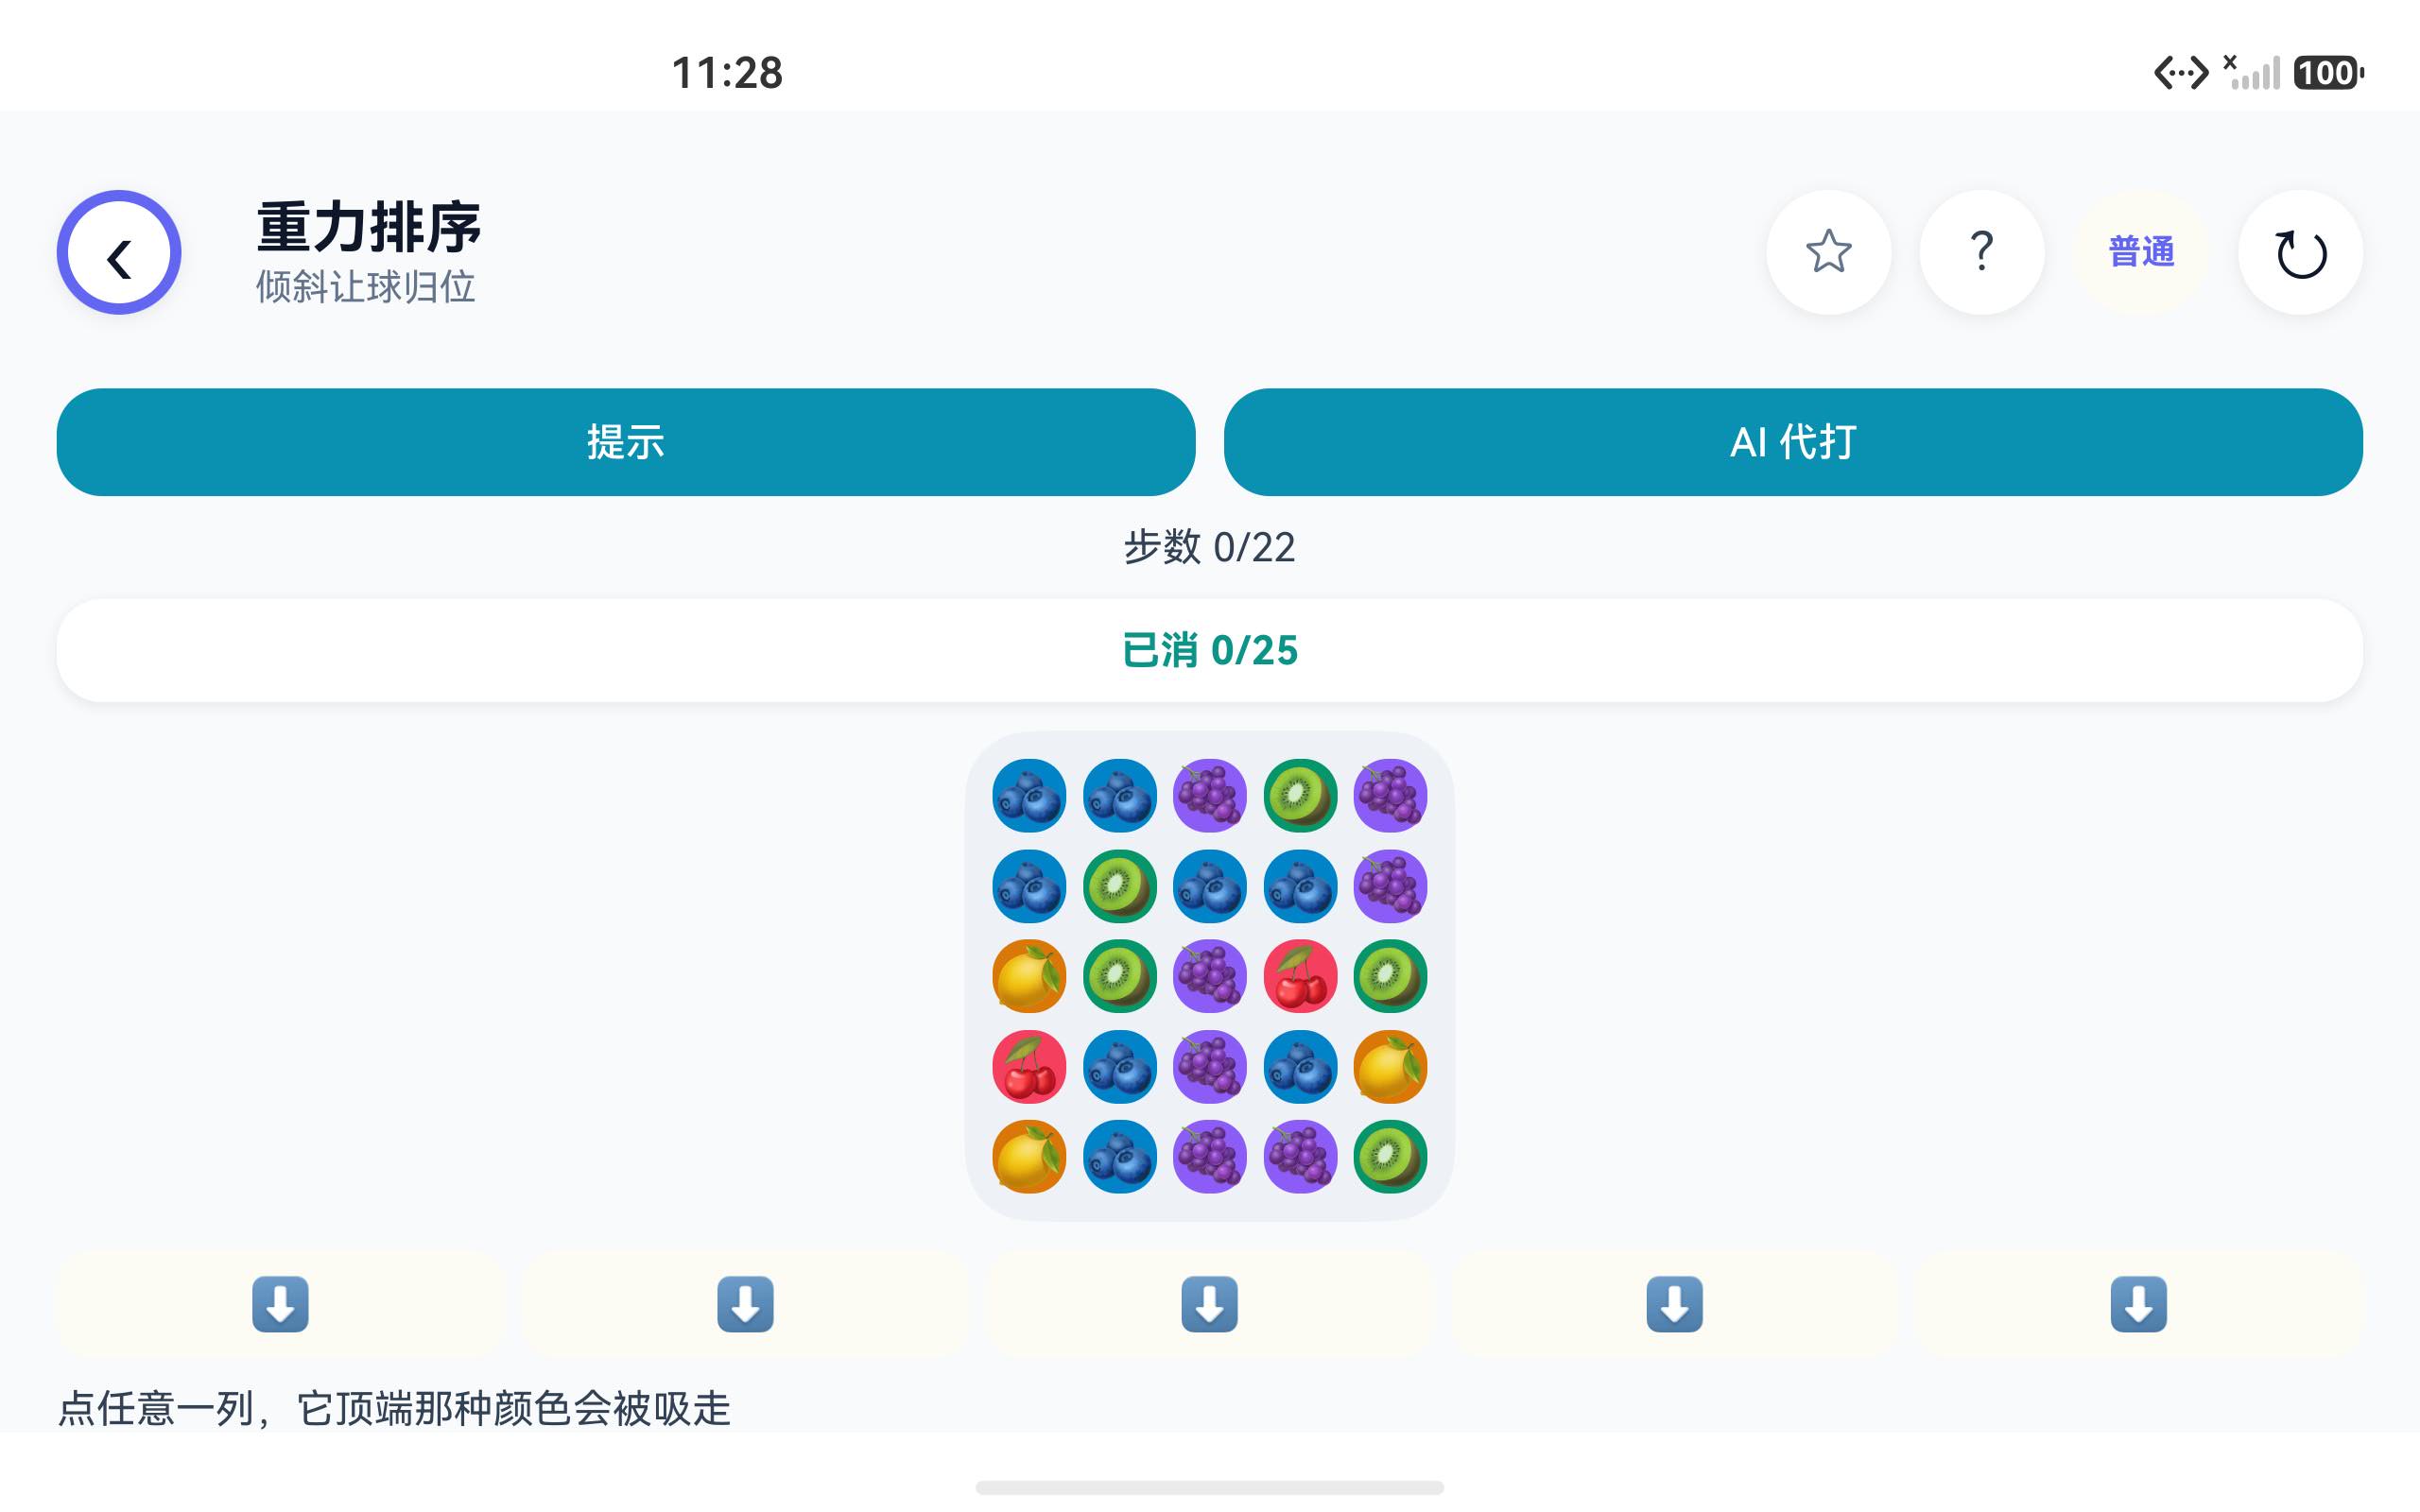 11:28
100
重力排序
倾斜让球归位
?
普通
提示
AI 代打
步数 0/22
已消 0/25
点任意一列，它顶端那种颜色会被吸走